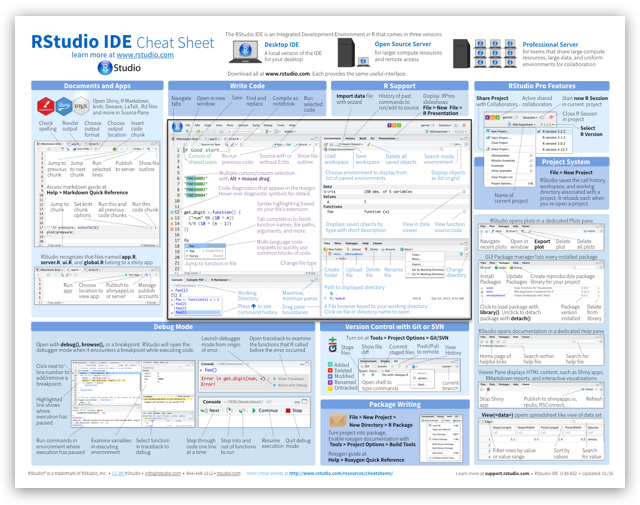 RStudio IDE Cheat Sheet
learn more at www.rstudio.com
RStudio
The RStudio IDE is an Integrated Development Environment in R that comes in three versions:
Desktop IDE
A local version of the IDE
for your desktop
Open Source Server
for larger compute resources
and remote access
Professional Server
for teams that share large compute
resources, large data, and uniform
environments for collaboration
Download all at www.rstudio.com. Each provides the same useful interface:
Documents and Apps
Open Shiny, R Markdown,
knitr, Sweave, LaTeX, .Rd files
and more in Source Pane
Check
spelling
Render
output
Choose
output
format
Choose
output
location
Insert
code
chunk
Jump to
previous
chunk
Jump
to next
chunk
Run
selected
lines
Publish
to
server
Show file
outline
Access markdown guide at
Help > Markdown Quick Reference
Jump to
chunk
Set knitr
chunk
options
Run this and
all previous
code chunks
Run this
code chunk
RStudio recognizes that files named app.R,
server.R, ui.R, and global.R belong to a shiny app
Run
app
Choose
location to
view app
Publish to
shinyapps.io
or server
Manage
publish
accounts
Write Code
Navigate
tabs
Open in new
window
Save
Find and
replace
Compile as
notebook
Run
selected
code
Cursors of
shared users
Re-run
previous code
Source with or
without Echo
Show file
outline
Multiple cursors/column selection
with Alt + mouse drag.
Code diagnostics that appear in the margin.
Hover over diagnostic symbols for details.
Syntax highlighting based
on your file's extension
Tab completion to finish
function names, file paths,
arguments, and more.
Multi-language code
snippets to quickly use
common blocks of code.
Jump to function in file
Change file type
Working
Directory
Maximize,
minimize panes
Press ↑ to see
command history
Drag pane
boundaries
R Support
Import data
with wizard
History of past
commands to
run/add to source
Display .RPres
slideshows
File > New File >
R Presentation
Load
workspace
Save
workspace
Delete all
saved objects
Search inside
environment
Choose environment to display from
list of parent environments
Display objects
as list or grid
Displays saved objects by
type with short description
View in data
viewer
View function
source code
Create
folder
Upload
file
Delete
file
Rename
file
Change
directory
Path to displayed directory
A File browser keyed to your working directory.
Click on file or directory name to open.
RStudio Pro Features
Share Project
with Collaborators
Active shared
collaborators
Start new R Session
in current project
Close R Session
in project
Select
R Version
Project System
File > New Project
RStudio saves the call history,
workspace, and working
directory associated with a
project. It reloads each when
you re-open a project.
Name of
current project
RStudio opens plots in a dedicated Plots pane
Navigate
recent plots
Open in
window
Export
plot
Delete
plot
Delete
all plots
GUI Package manager lists every installed package
Install
Packages
Update
Packages
Create reproducible package
library for your project
Click to load package with
library(). Unclick to detach
package with detach()
Package
version
installed
Delete
from
library
RStudio opens documentation in a dedicated Help pane
Home page of
helpful links
Search within
help file
Search for
help file
Viewer Pane displays HTML content, such as Shiny apps,
RMarkdown reports, and interactive visualizations
Stop Shiny
app
Publish to shinyapps.io,
rpubs, RSConnect, …
Refresh
View(<data>) opens spreadsheet like view of data set
Filter rows by value
or value range
Sort by
values
Search
for value
Debug Mode
Open with debug(), browse(), or a breakpoint. RStudio will open the
debugger mode when it encounters a breakpoint while executing code.
Click next to
line number to
add/remove a
breakpoint.
Highlighted
line shows
where
execution has
paused
Launch debugger
mode from origin
of error
Open traceback to examine
the functions that R called
before the error occurred
Run commands in
environment where
execution has paused
Examine variables
in executing
environment
Select function
in traceback to
debug
Step through
code one line
at a time
Step into and
out of functions
to run
Resume
execution
Quit debug
mode
Version Control with Git or SVN
Turn on at Tools > Project Options > Git/SVN
Stage
files:
Show file
diff
Commit
staged files
Push/Pull
to remote
View
History
Added
Deleted
Modified
Renamed
Untracked
Open shell to
type commands
current
branch
Package Writing
File > New Project >
New Directory > R Package
Turn project into package,
Enable roxygen documentation with
Tools > Project Options > Build Tools
Roxygen guide at
Help > Roxygen Quick Reference
RStudio® is a trademark of RStudio, Inc. • CC BY RStudio • info@rstudio.com • 844-448-1212 • rstudio.com
More cheat sheets at http://www.rstudio.com/resources/cheatsheets/
Learn more at support.rstudio.com • RStudio IDE 0.99.832 • Updated: 01/16